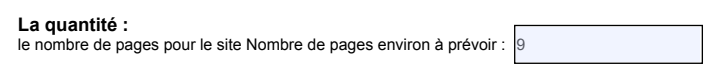 La quantité :
le nombre de pages pour le site Nombre de pages environ à prévoir : 9